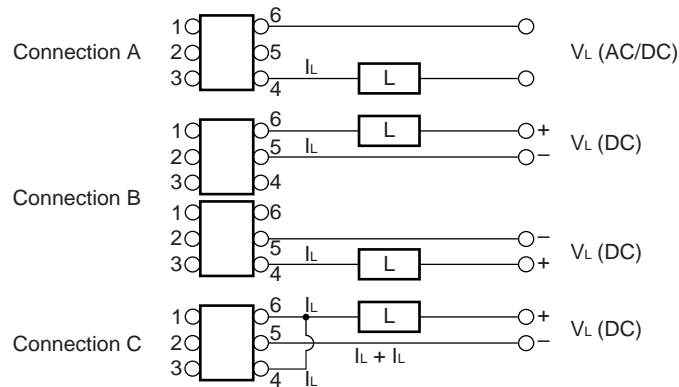 Connection A
1 6
2 5
3 4 IL L
VL (AC/DC)
Connection B
1 6 L +
2 5 IL −
3 4
VL (DC)
1 6
2 5 −
3 4 IL L +
VL (DC)
Connection C
1 6 IL L +
2 5 −
3 4 IL
IL + IL
VL (DC)